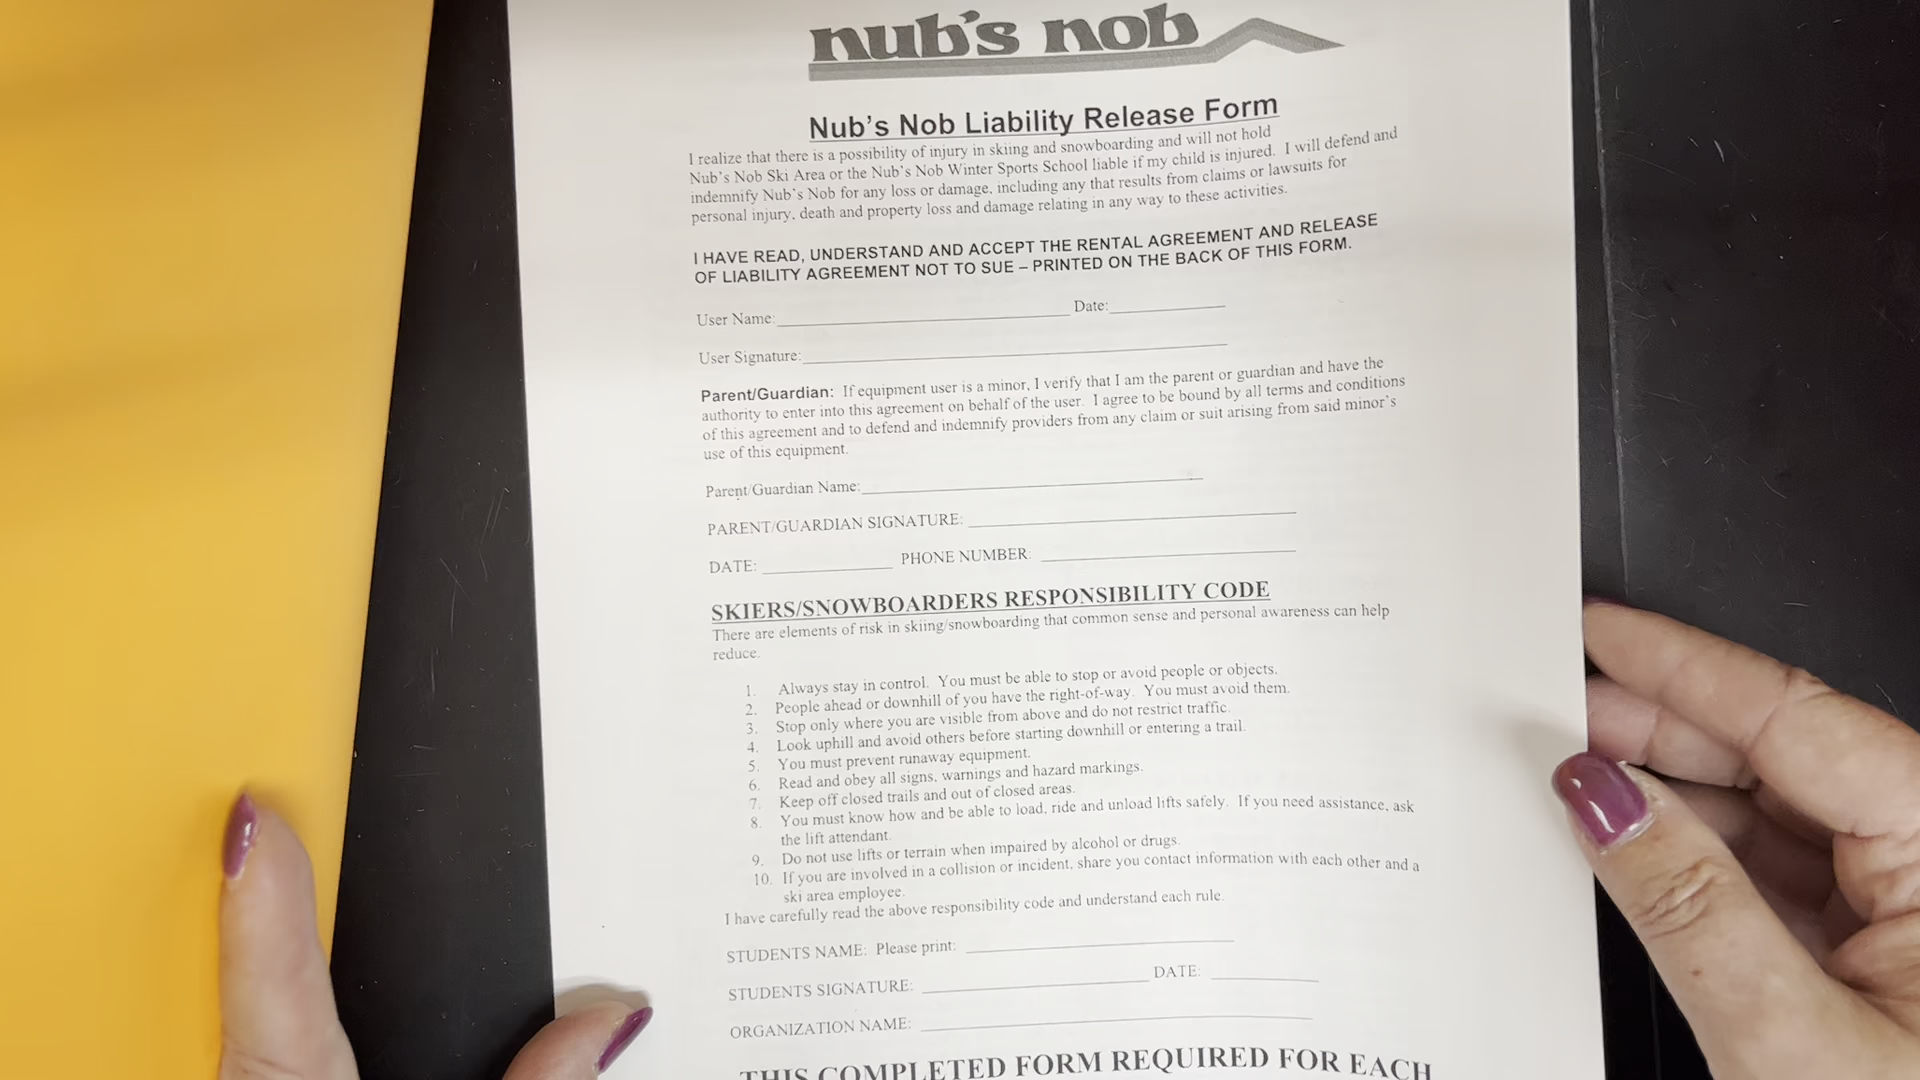 nub's nob
Nub's Nob Liability Release Form
I realize that there is a possibility of injury in skiing and snowboarding and will not hold
Nub's Nob Ski Area or the Nub's Nob Winter Sports School liable if my child is injured. I will defend and
indemnify Nub's Nob for any loss or damage, including any that results from claims or lawsuits for
personal injury, death and property loss and damage relating in any way to these activities.
I HAVE READ, UNDERSTAND AND ACCEPT THE RENTAL AGREEMENT AND RELEASE
OF LIABILITY AGREEMENT NOT TO SUE – PRINTED ON THE BACK OF THIS FORM.
User Name: Date:
User Signature:
Parent/Guardian: If equipment user is a minor, I verify that I am the parent or guardian and have the
authority to enter into this agreement on behalf of the user. I agree to be bound by all terms and conditions
of this agreement and to defend and indemnify providers from any claim or suit arising from said minor's
use of this equipment.
Parent/Guardian Name:
PARENT/GUARDIAN SIGNATURE:
DATE: PHONE NUMBER:
SKIERS/SNOWBOARDERS RESPONSIBILITY CODE
There are elements of risk in skiing/snowboarding that common sense and personal awareness can help
reduce.
1. Always stay in control. You must be able to stop or avoid people or objects.
2. People ahead or downhill of you have the right-of-way. You must avoid them.
3. Stop only where you are visible from above and do not restrict traffic.
4. Look uphill and avoid others before starting downhill or entering a trail.
5. You must prevent runaway equipment.
6. Read and obey all signs, warnings and hazard markings.
7. Keep off closed trails and out of closed areas.
8. You must know how and be able to load, ride and unload lifts safely. If you need assistance, ask
the lift attendant.
9. Do not use lifts or terrain when impaired by alcohol or drugs.
10. If you are involved in a collision or incident, share you contact information with each other and a
ski area employee.
I have carefully read the above responsibility code and understand each rule.
STUDENTS NAME: Please print:
STUDENTS SIGNATURE: DATE:
ORGANIZATION NAME:
THIS COMPLETED FORM REQUIRED FOR EACH